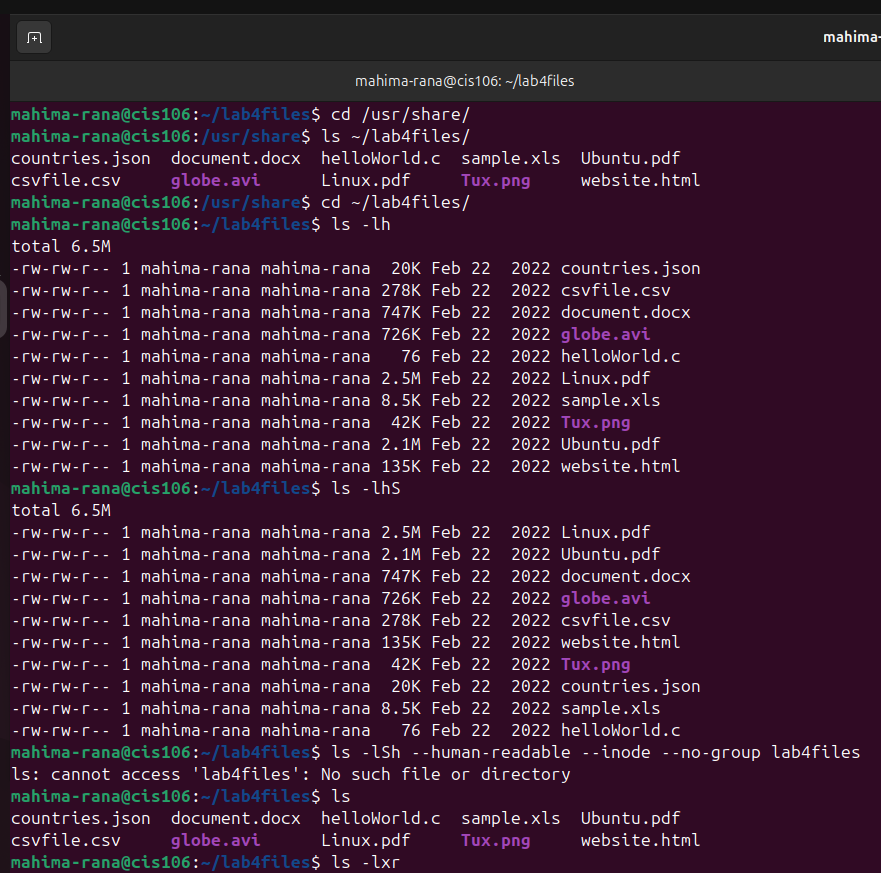 mahima-
mahima-rana@cis106: ~/lab4files
mahima-rana@cis106:~/lab4files$ cd /usr/share/
mahima-rana@cis106:/usr/share$ ls ~/lab4files/
countries.json  document.docx  helloWorld.c  sample.xls  Ubuntu.pdf
csvfile.csv     globe.avi      Linux.pdf     Tux.png     website.html
mahima-rana@cis106:/usr/share$ cd ~/lab4files/
mahima-rana@cis106:~/lab4files$ ls -lh
total 6.5M
-rw-rw-r-- 1 mahima-rana mahima-rana  20K Feb 22  2022 countries.json
-rw-rw-r-- 1 mahima-rana mahima-rana 278K Feb 22  2022 csvfile.csv
-rw-rw-r-- 1 mahima-rana mahima-rana 747K Feb 22  2022 document.docx
-rw-rw-r-- 1 mahima-rana mahima-rana 726K Feb 22  2022 globe.avi
-rw-rw-r-- 1 mahima-rana mahima-rana   76 Feb 22  2022 helloWorld.c
-rw-rw-r-- 1 mahima-rana mahima-rana 2.5M Feb 22  2022 Linux.pdf
-rw-rw-r-- 1 mahima-rana mahima-rana 8.5K Feb 22  2022 sample.xls
-rw-rw-r-- 1 mahima-rana mahima-rana  42K Feb 22  2022 Tux.png
-rw-rw-r-- 1 mahima-rana mahima-rana 2.1M Feb 22  2022 Ubuntu.pdf
-rw-rw-r-- 1 mahima-rana mahima-rana 135K Feb 22  2022 website.html
mahima-rana@cis106:~/lab4files$ ls -lhS
total 6.5M
-rw-rw-r-- 1 mahima-rana mahima-rana 2.5M Feb 22  2022 Linux.pdf
-rw-rw-r-- 1 mahima-rana mahima-rana 2.1M Feb 22  2022 Ubuntu.pdf
-rw-rw-r-- 1 mahima-rana mahima-rana 747K Feb 22  2022 document.docx
-rw-rw-r-- 1 mahima-rana mahima-rana 726K Feb 22  2022 globe.avi
-rw-rw-r-- 1 mahima-rana mahima-rana 278K Feb 22  2022 csvfile.csv
-rw-rw-r-- 1 mahima-rana mahima-rana 135K Feb 22  2022 website.html
-rw-rw-r-- 1 mahima-rana mahima-rana  42K Feb 22  2022 Tux.png
-rw-rw-r-- 1 mahima-rana mahima-rana  20K Feb 22  2022 countries.json
-rw-rw-r-- 1 mahima-rana mahima-rana 8.5K Feb 22  2022 sample.xls
-rw-rw-r-- 1 mahima-rana mahima-rana   76 Feb 22  2022 helloWorld.c
mahima-rana@cis106:~/lab4files$ ls -lSh --human-readable --inode --no-group lab4files
ls: cannot access 'lab4files': No such file or directory
mahima-rana@cis106:~/lab4files$ ls
countries.json  document.docx  helloWorld.c  sample.xls  Ubuntu.pdf
csvfile.csv     globe.avi      Linux.pdf     Tux.png     website.html
mahima-rana@cis106:~/lab4files$ ls -lxr